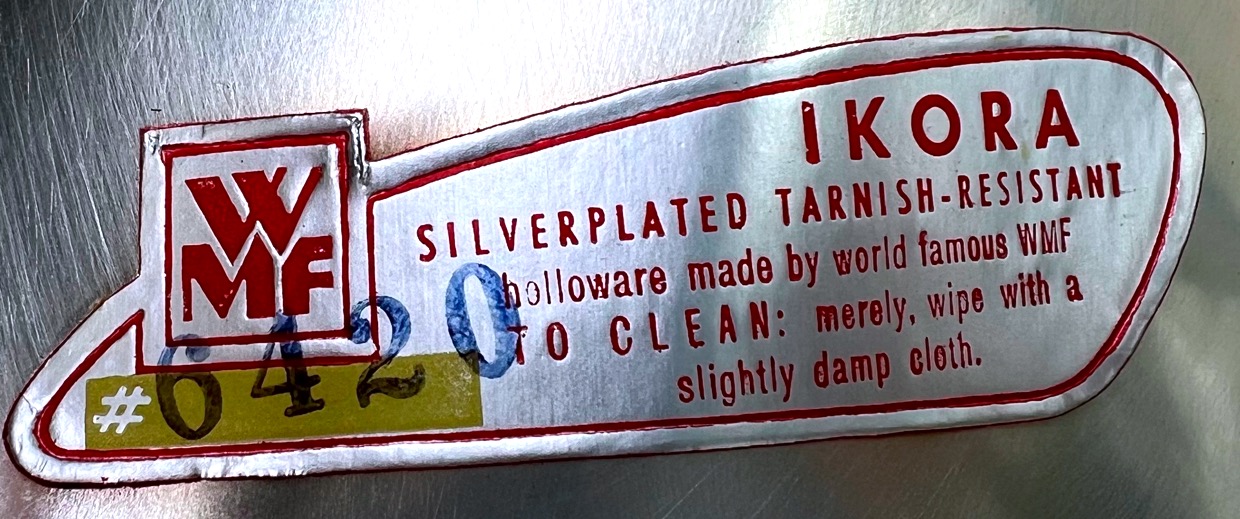 WMF
IKORA
SILVERPLATED TARNISH-RESISTANT
holloware made by world famous WMF
TO CLEAN: merely, wipe with a
slightly damp cloth.
# 6420